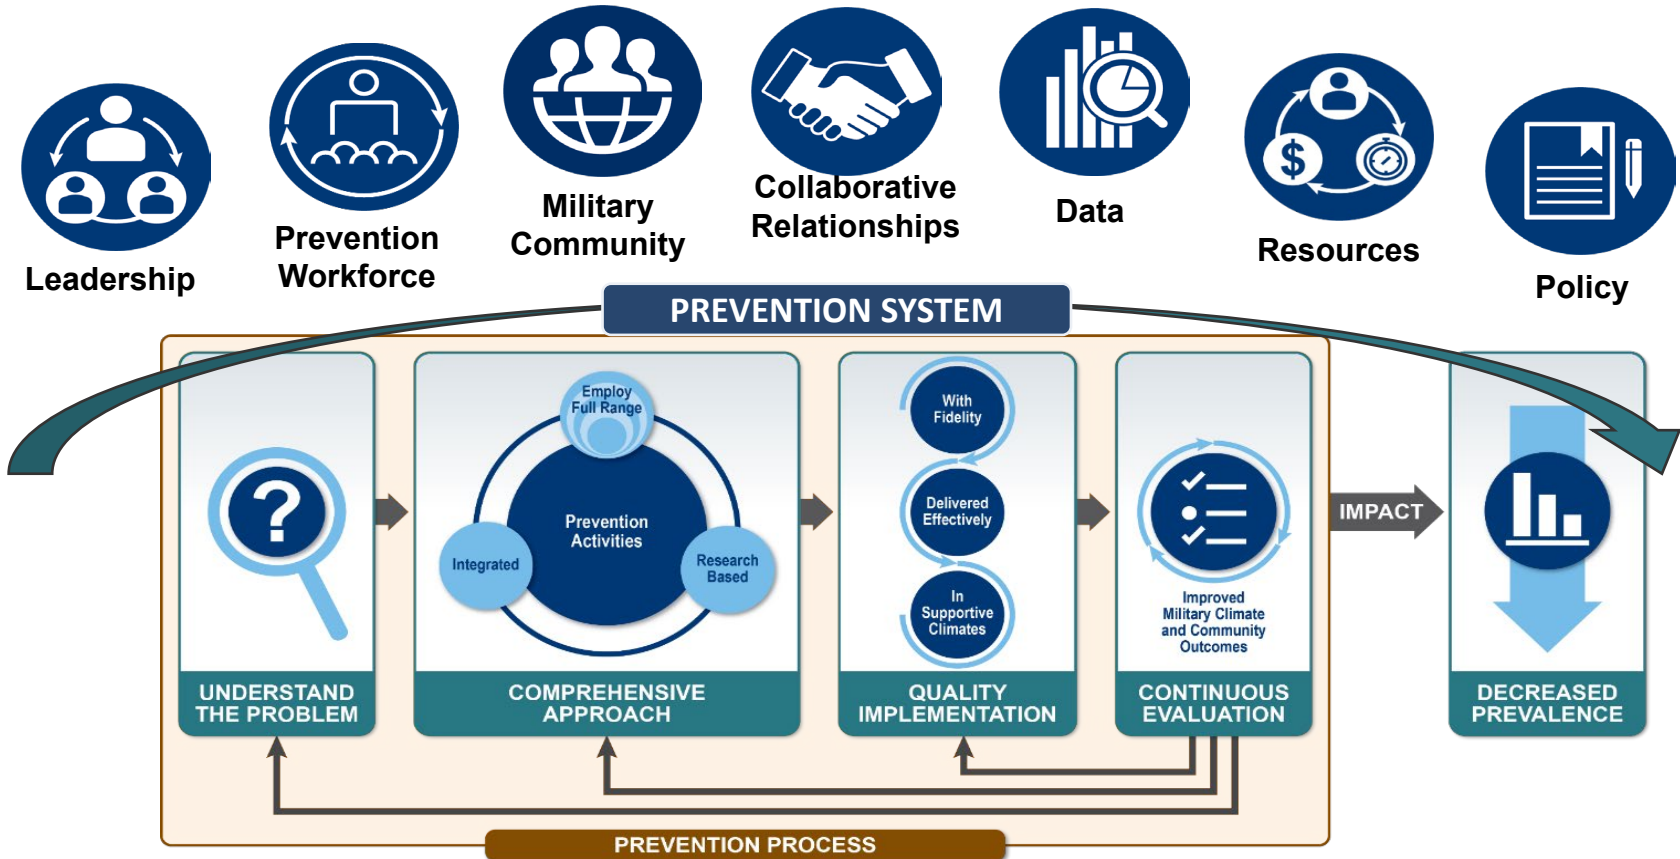 Leadership
Prevention
Workforce
Military
Community
Collaborative
Relationships
Data
$
Resources
Policy
PREVENTION SYSTEM
?
UNDERSTAND
THE PROBLEM
Employ
Full Range
Prevention
Activities
Integrated
Research
Based
COMPREHENSIVE
APPROACH
With
Fidelity
Delivered
Effectively
In
Supportive
Climates
QUALITY
IMPLEMENTATION
Improved
Military Climate
and Community
Outcomes
CONTINUOUS
EVALUATION
IMPACT
DECREASED
PREVALENCE
PREVENTION PROCESS